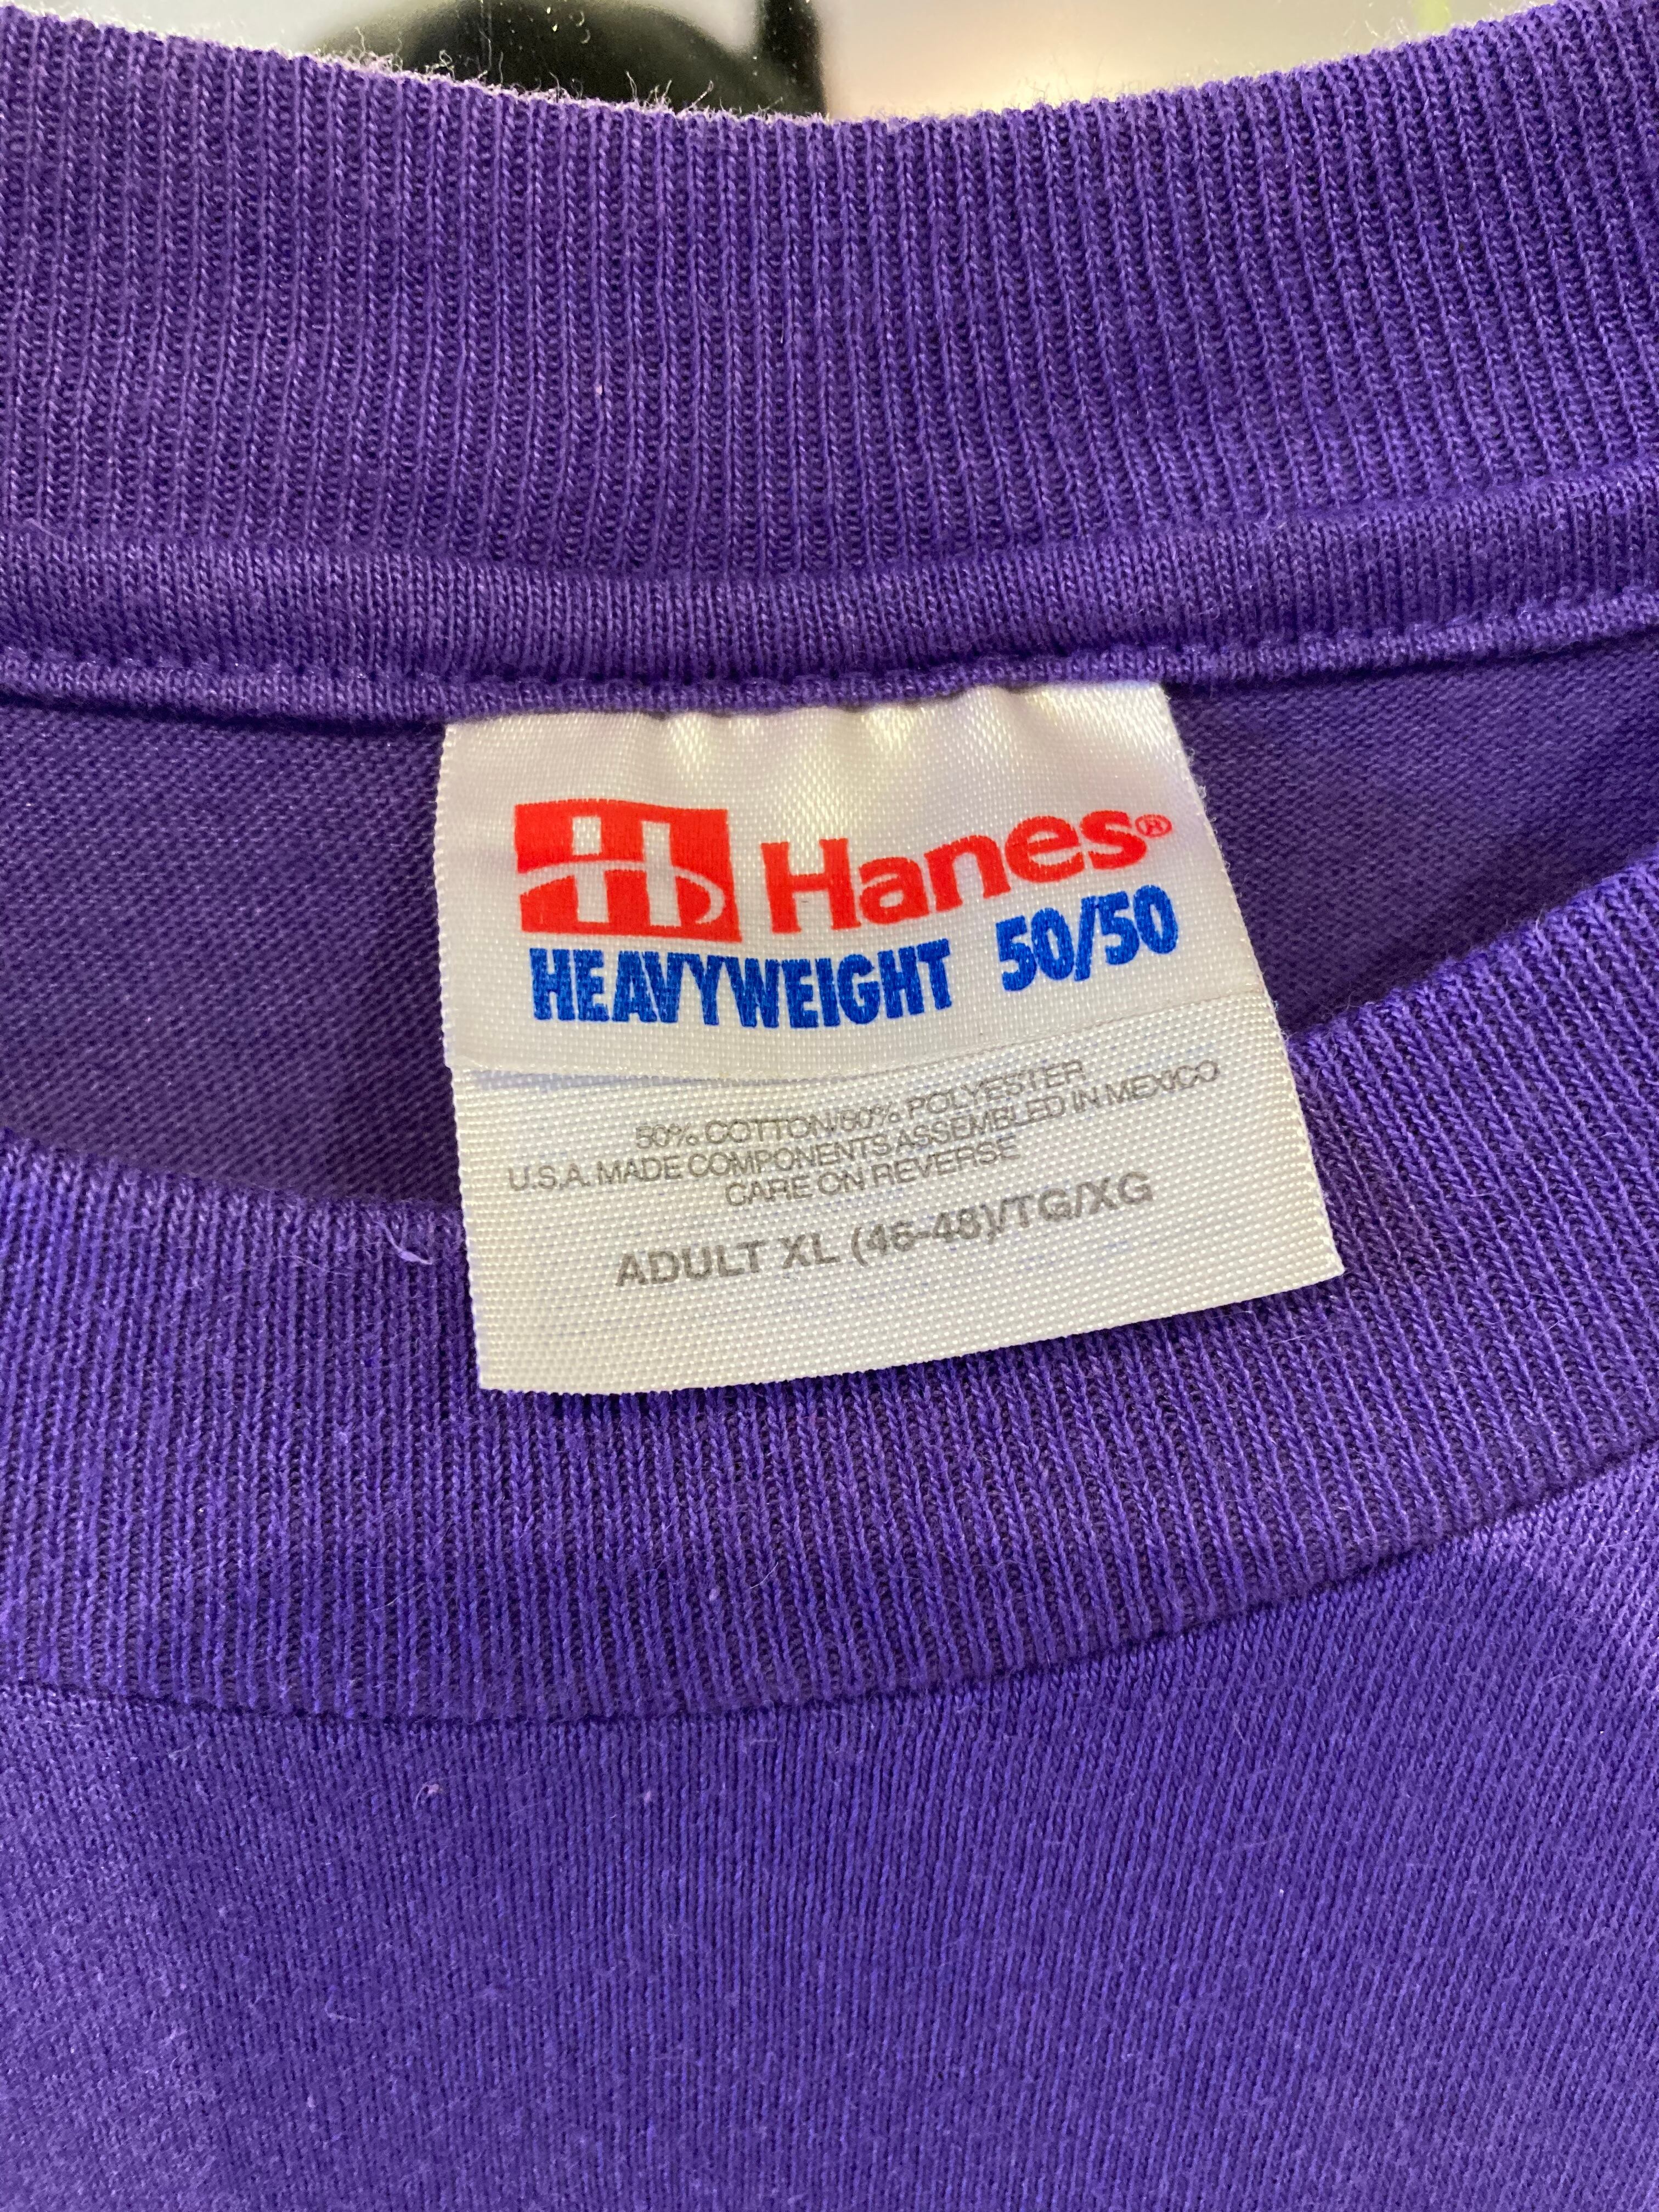 H Hanes®
HEAVYWEIGHT 50/50
50% COTTON/50% POLYESTER
U.S.A. MADE COMPONENTS ASSEMBLED IN MEXICO
CARE ON REVERSE
ADULT XL (46-48)/TG/XG